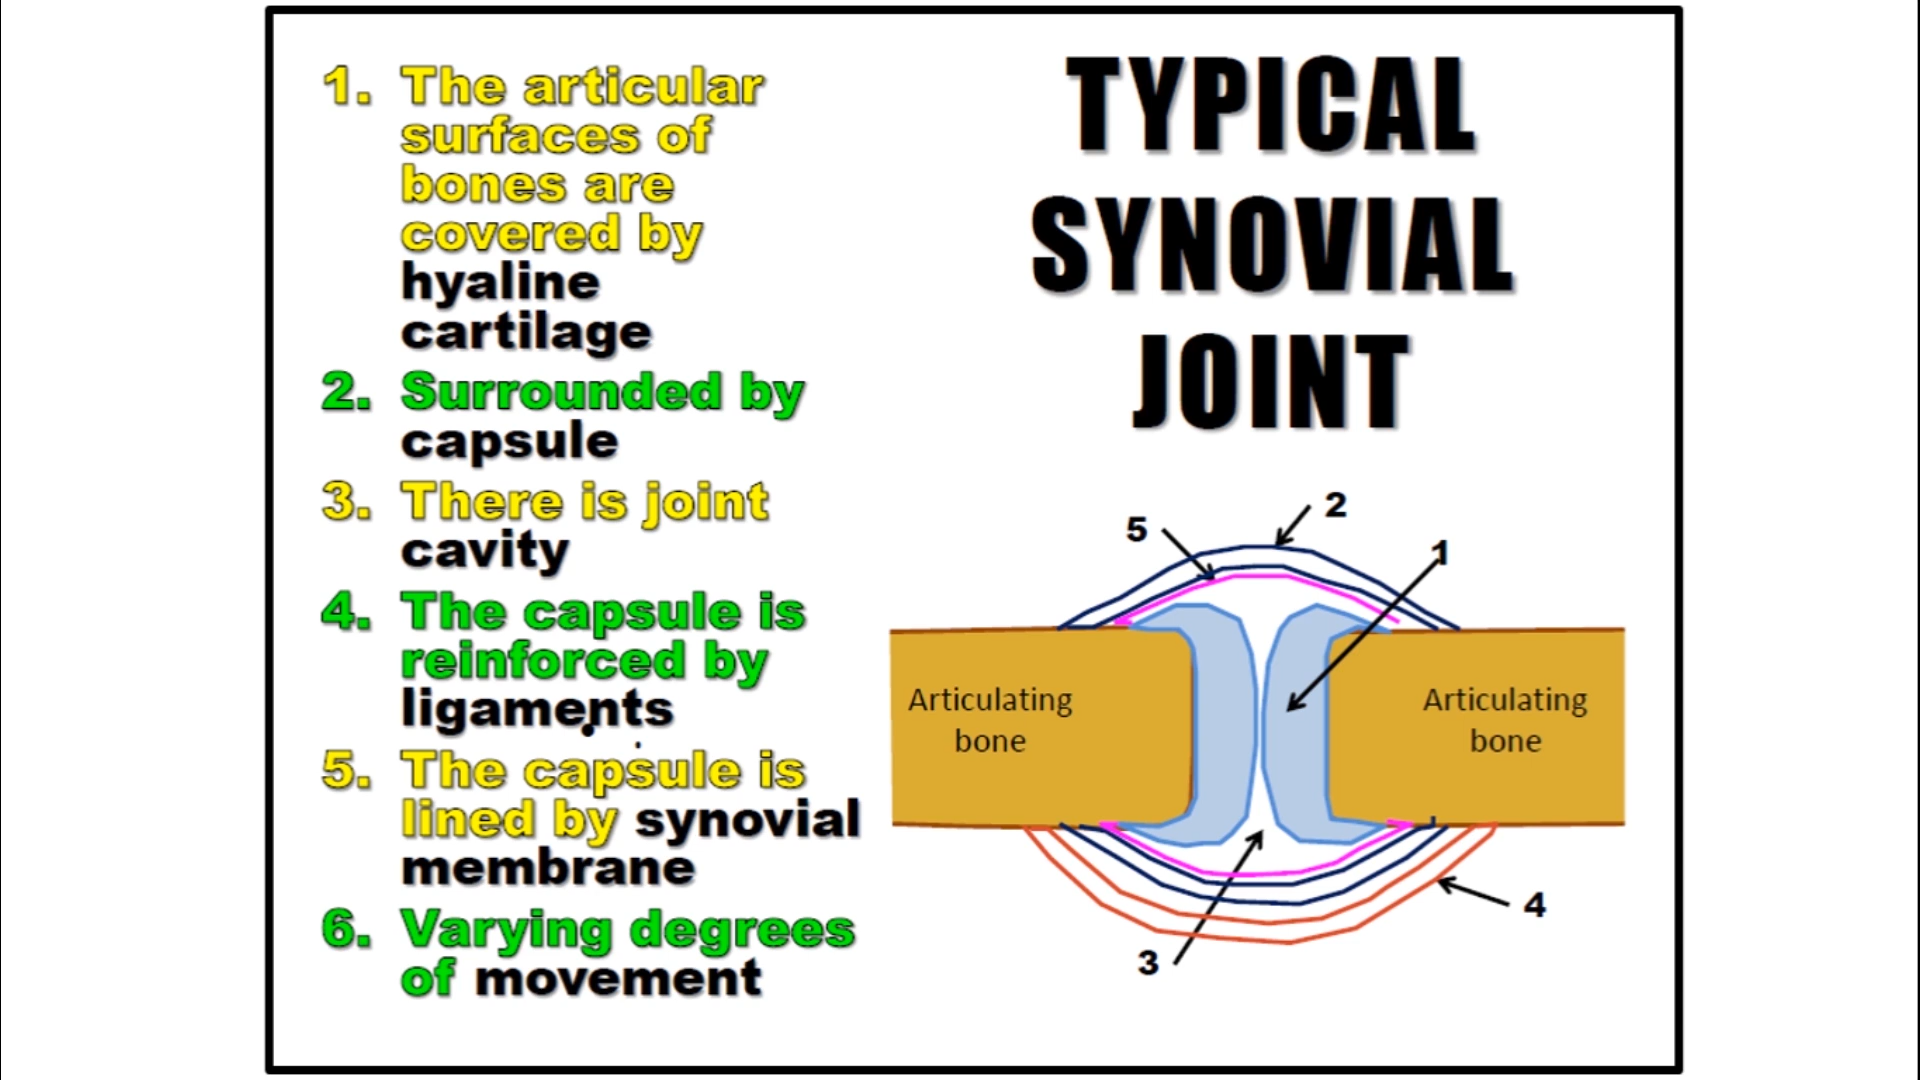 1. The articular
surfaces of
bones are
covered by
hyaline
cartilage
2. Surrounded by
capsule
3. There is joint
cavity
4. The capsule is
reinforced by
ligaments
5. The capsule is
lined by synovial
membrane
6. Varying degrees
of movement
TYPICAL
SYNOVIAL
JOINT
2
5
1
Articulating
bone
Articulating
bone
4
3